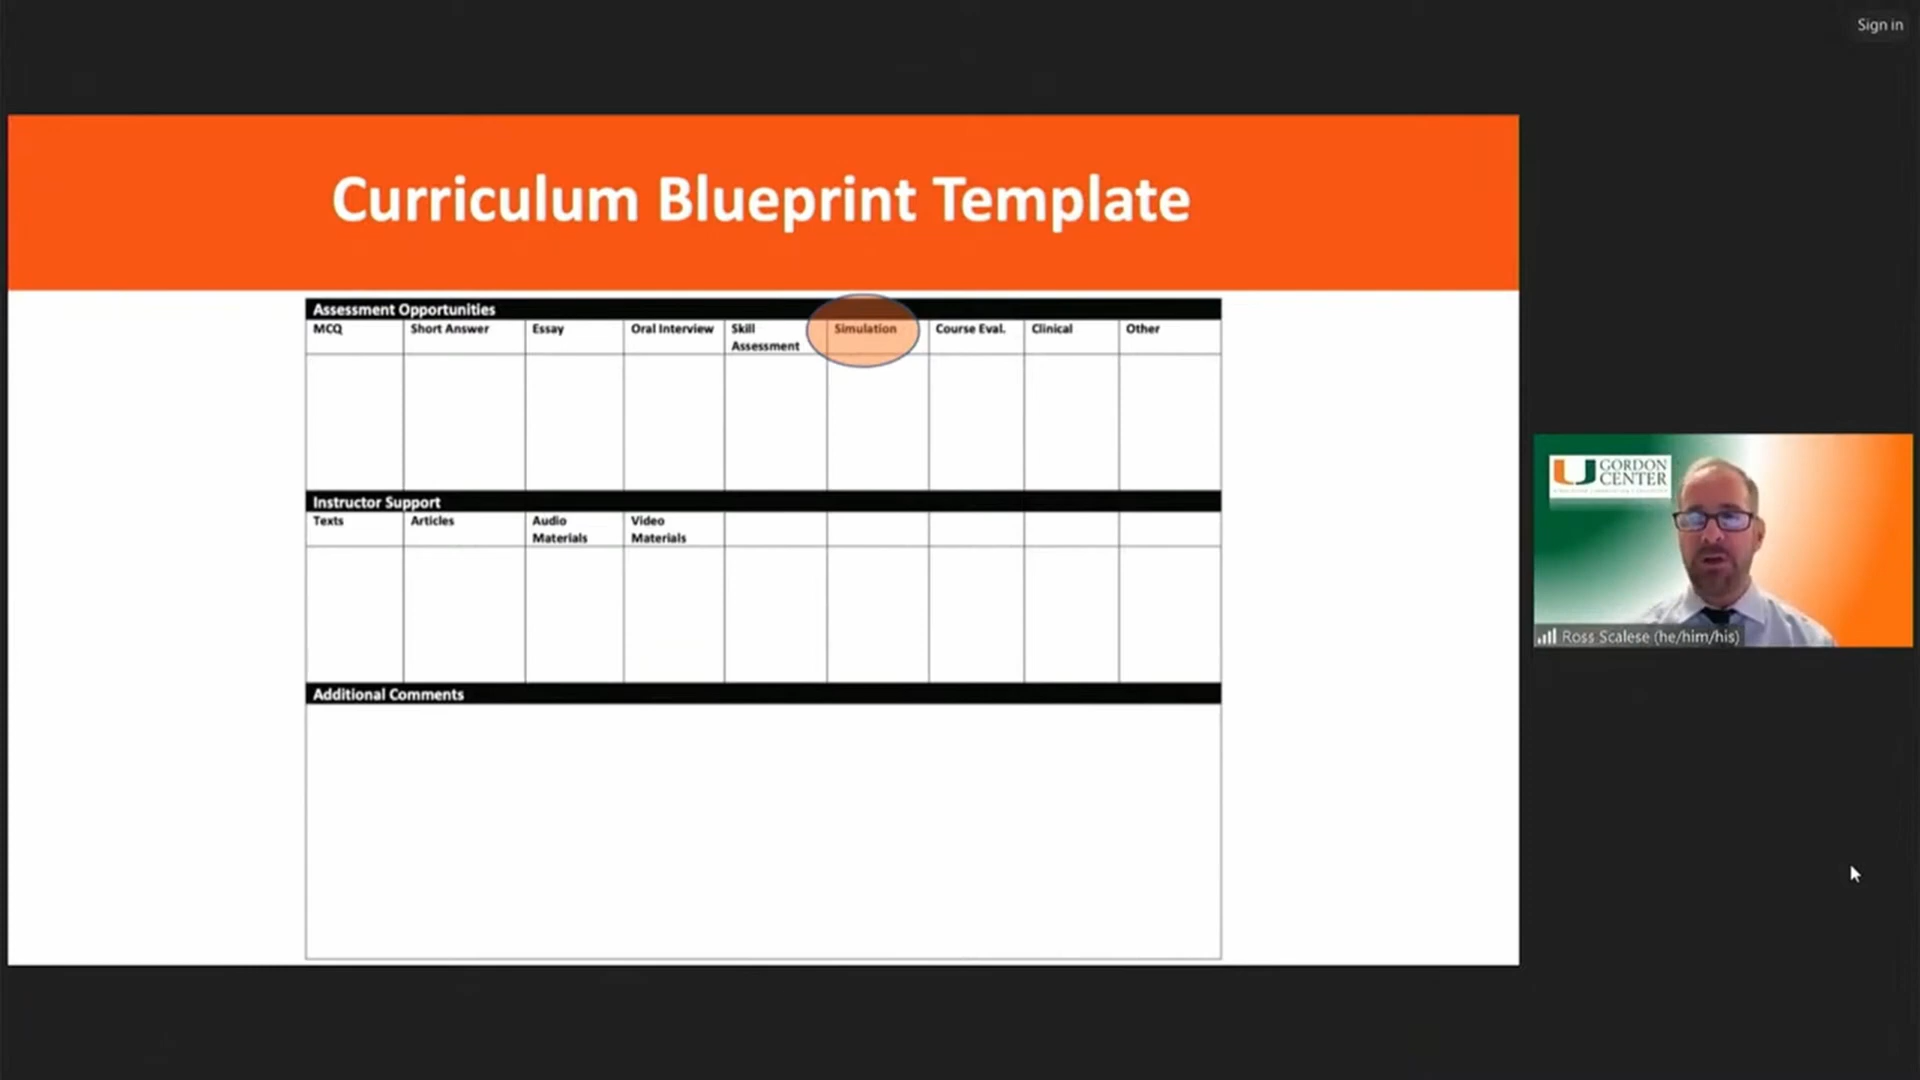 Sign in
Curriculum Blueprint Template
Assessment Opportunities
MCQ Short Answer Essay Oral Interview Skill Assessment Simulation Course Eval. Clinical Other
Instructor Support
Texts Articles Audio Materials Video Materials
Additional Comments
U GORDON
CENTER
Ross Scalese (he/him/his)